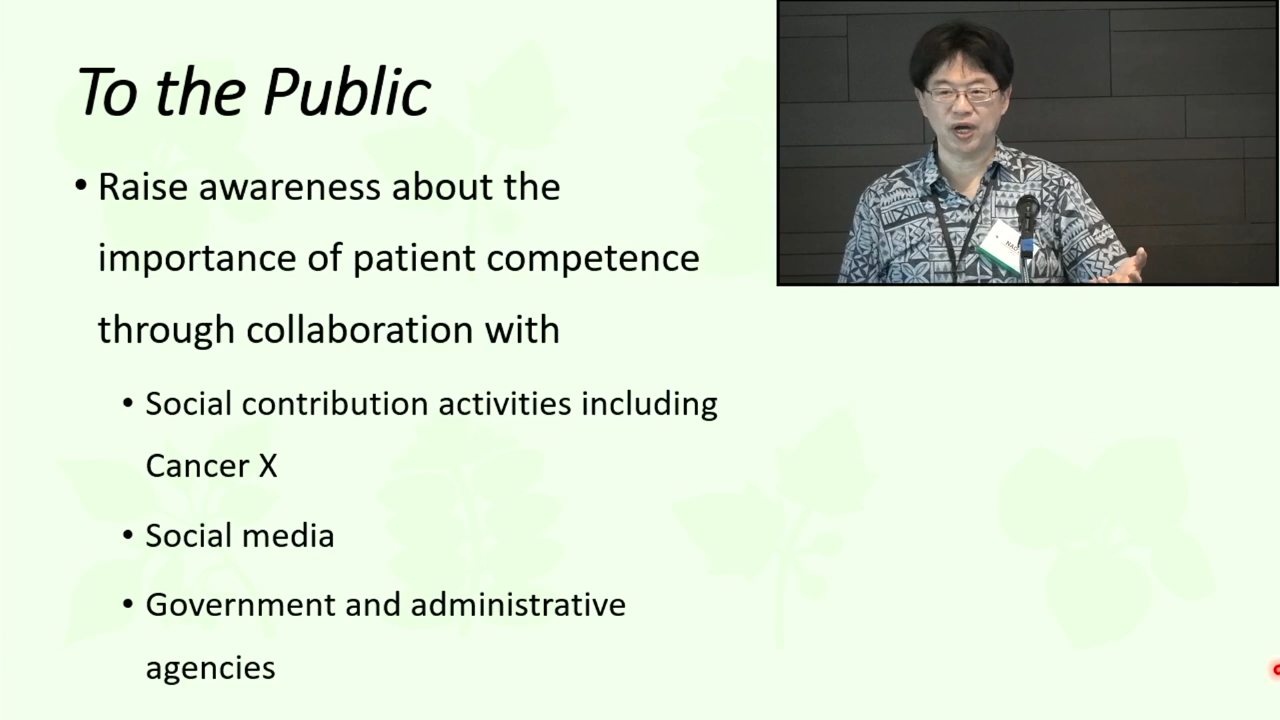 To the Public
• Raise awareness about the
importance of patient competence
through collaboration with
• Social contribution activities including
Cancer X
• Social media
• Government and administrative
agencies